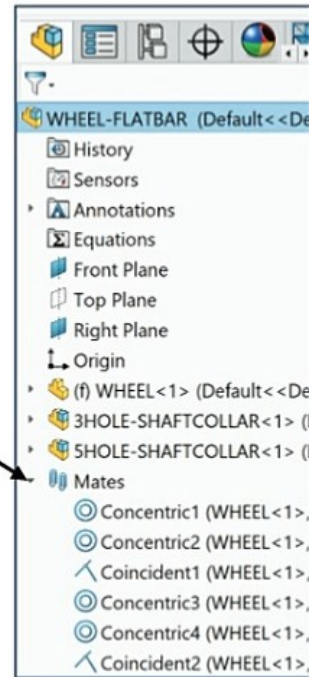 WHEEL-FLATBAR (Default<<De
History
Sensors
Annotations
Equations
Front Plane
Top Plane
Right Plane
Origin
(f) WHEEL<1> (Default<<De
3HOLE-SHAFTCOLLAR<1> (
5HOLE-SHAFTCOLLAR<1> (
Mates
Concentric1 (WHEEL<1>,
Concentric2 (WHEEL<1>,
Coincident1 (WHEEL<1>,
Concentric3 (WHEEL<1>,
Concentric4 (WHEEL<1>,
Coincident2 (WHEEL<1>,